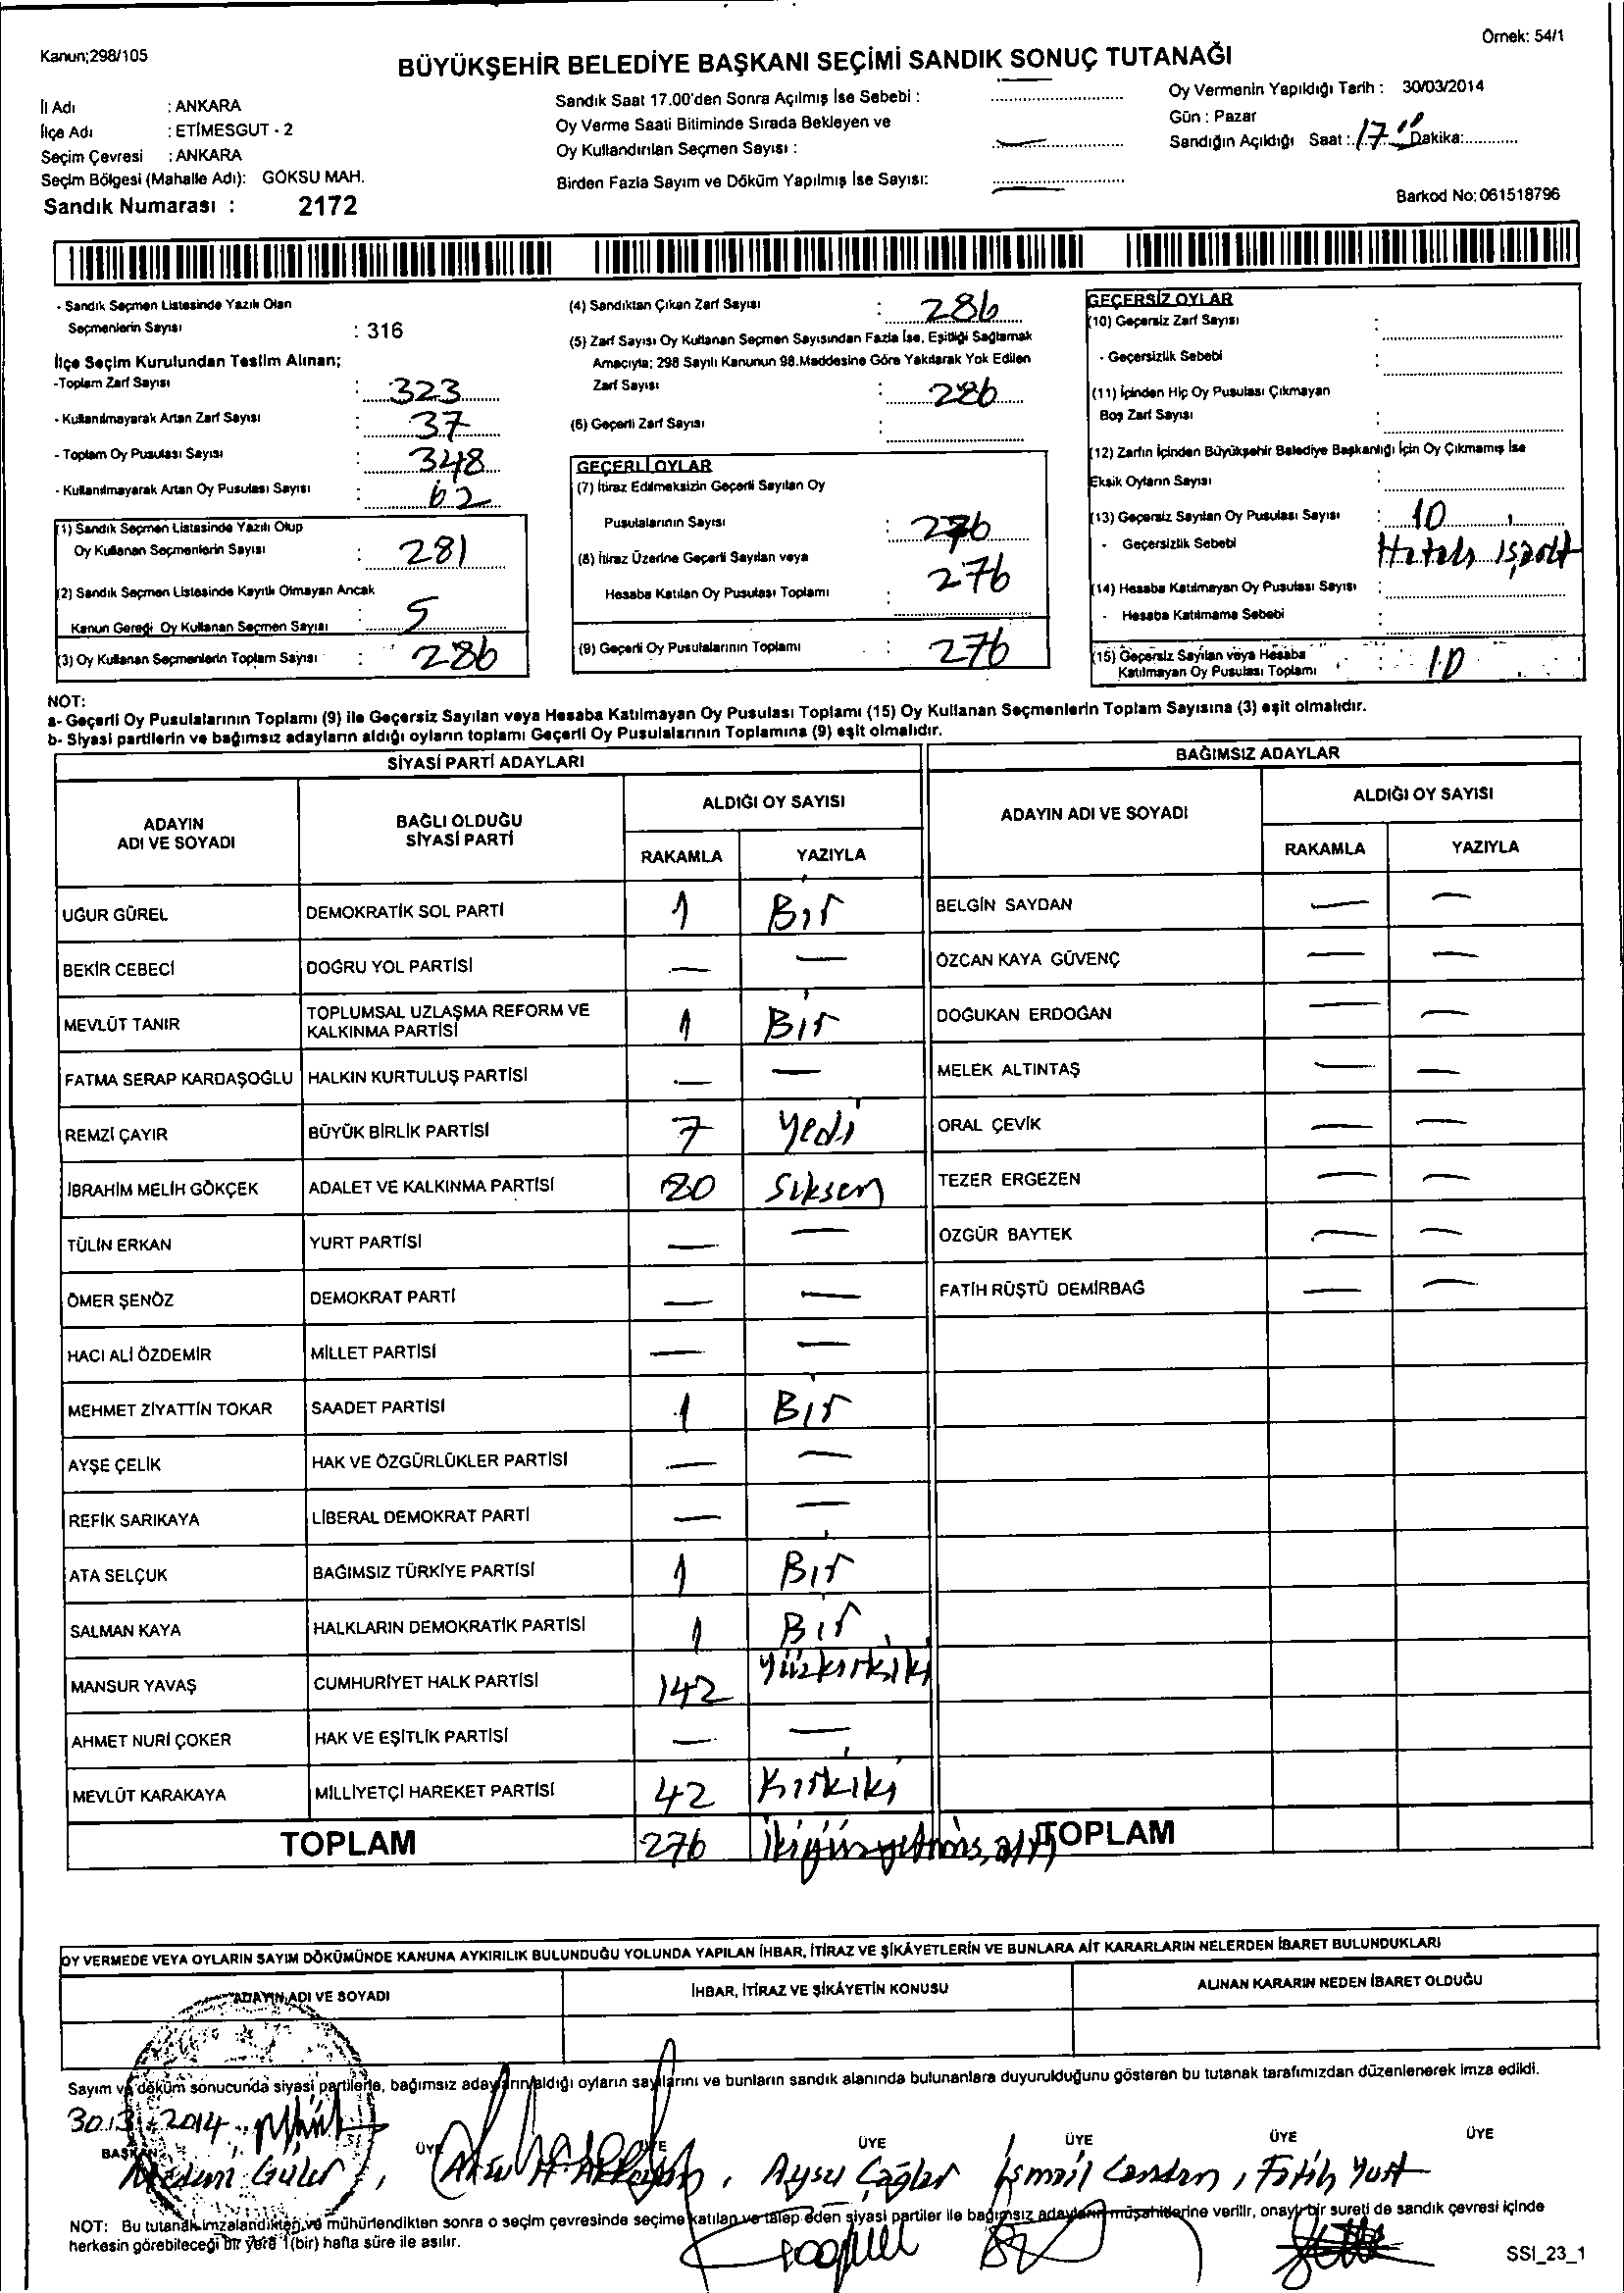 Örnek: 54/1
Kanun;298/105
BÜYÜKŞEHİR BELEDİYE BAŞKANI SEÇİMİ SANDIK SONUÇ TUTANAĞI
İl Adı : ANKARA
İlçe Adı : ETİMESGUT - 2
Seçim Çevresi : ANKARA
Seçim Bölgesi (Mahalle Adı): GÖKSU MAH.
Sandık Numarası : 2172
Sandık Saat 17.00'den Sonra Açılmış İse Sebebi :
Oy Verme Saati Bitiminde Sırada Bekleyen ve
Oy Kullandırılan Seçmen Sayısı :
Birden Fazla Sayım ve Döküm Yapılmış İse Sayısı:
Oy Vermenin Yapıldığı Tarih : 30/03/2014
Gün : Pazar
Sandığın Açıldığı Saat : 17 Dakika:
Barkod No: 061518796
- Sandık Seçmen Listesinde Yazılı Olan
Seçmenlerin Sayısı : 316
İlçe Seçim Kurulundan Teslim Alınan;
-Toplam Zarf Sayısı : 323
- Kullanılmayarak Artan Zarf Sayısı : 37
- Toplam Oy Pusulası Sayısı : 348
- Kullanılmayarak Artan Oy Pusulası Sayısı : 62
(1) Sandık Seçmen Listesinde Yazılı Olup
Oy Kullanan Seçmenlerin Sayısı : 281
(2) Sandık Seçmen Listesinde Kayıtlı Olmayan Ancak
Kanun Gereği Oy Kullanan Seçmen Sayısı : 5
(3) Oy Kullanan Seçmenlerin Toplam Sayısı : 286
(4) Sandıktan Çıkan Zarf Sayısı : 286
(5) Zarf Sayısı Oy Kullanan Seçmen Sayısından Fazla İse, Eşitliği Sağlamak
Amacıyla; 298 Sayılı Kanunun 98.Maddesine Göre Yakılarak Yok Edilen
Zarf Sayısı : 286
(6) Geçerli Zarf Sayısı :
GEÇERLİ OYLAR
(7) İtiraz Edilmeksizin Geçerli Sayılan Oy
Pusulalarının Sayısı : 276
(8) İtiraz Üzerine Geçerli Sayılan veya
Hesaba Katılan Oy Pusulası Toplamı : 276
(9) Geçerli Oy Pusulalarının Toplamı : 276
GEÇERSİZ OYLAR
(10) Geçersiz Zarf Sayısı :
- Geçersizlik Sebebi :
(11) İçinden Hiç Oy Pusulası Çıkmayan
Boş Zarf Sayısı :
(12) Zarfın İçinden Büyükşehir Belediye Başkanlığı İçin Oy Çıkmamış İse
Eksik Oyların Sayısı :
(13) Geçersiz Sayılan Oy Pusulası Sayısı : 10
- Geçersizlik Sebebi : Hatalı
(14) Hesaba Katılmayan Oy Pusulası Sayısı :
- Hesaba Katılmama Sebebi :
(15) Geçersiz Sayılan veya Hesaba
Katılmayan Oy Pusulası Toplamı : 10
NOT:
a- Geçerli Oy Pusulalarının Toplamı (9) ile Geçersiz Sayılan veya Hesaba Katılmayan Oy Pusulası Toplamı (15) Oy Kullanan Seçmenlerin Toplam Sayısına (3) eşit olmalıdır.
b- Siyasi partilerin ve bağımsız adayların aldığı oyların toplamı Geçerli Oy Pusulalarının Toplamına (9) eşit olmalıdır.
SİYASİ PARTİ ADAYLARI
BAĞIMSIZ ADAYLAR
ADAYIN ADI VE SOYADI
BAĞLI OLDUĞU SİYASİ PARTİ
ALDIĞI OY SAYISI
RAKAMLA YAZIYLA
ADAYIN ADI VE SOYADI
ALDIĞI OY SAYISI
RAKAMLA YAZIYLA
UĞUR GÜREL DEMOKRATİK SOL PARTİ 1 Bir BELGİN SAYDAN — —
BEKİR CEBECİ DOĞRU YOL PARTİSİ — — ÖZCAN KAYA GÜVENÇ — —
MEVLÜT TANIR TOPLUMSAL UZLAŞMA REFORM VE KALKINMA PARTİSİ 1 Bir DOĞUKAN ERDOĞAN — —
FATMA SERAP KARDAŞOĞLU HALKIN KURTULUŞ PARTİSİ — — MELEK ALTINTAŞ — —
REMZİ ÇAYIR BÜYÜK BİRLİK PARTİSİ 7 Yedi ORAL ÇEVİK — —
İBRAHİM MELİH GÖKÇEK ADALET VE KALKINMA PARTİSİ 80 Siksen TEZER ERGEZEN — —
TÜLİN ERKAN YURT PARTİSİ — — ÖZGÜR BAYTEK — —
ÖMER ŞENÖZ DEMOKRAT PARTİ — — FATİH RÜŞTÜ DEMİRBAĞ — —
HACI ALİ ÖZDEMİR MİLLET PARTİSİ — —
MEHMET ZİYATTİN TOKAR SAADET PARTİSİ 1 Bir
AYŞE ÇELİK HAK VE ÖZGÜRLÜKLER PARTİSİ — —
REFİK SARIKAYA LİBERAL DEMOKRAT PARTİ — —
ATA SELÇUK BAĞIMSIZ TÜRKİYE PARTİSİ 1 Bir
SALMAN KAYA HALKLARIN DEMOKRATİK PARTİSİ 1 Bir
MANSUR YAVAŞ CUMHURİYET HALK PARTİSİ 142 Yüzkırkiki
AHMET NURİ ÇOKER HAK VE EŞİTLİK PARTİSİ — —
MEVLÜT KARAKAYA MİLLİYETÇİ HAREKET PARTİSİ 42 Kırkiki
TOPLAM 276 İkiyüzyetmiş altı TOPLAM
OY VERMEDE VEYA OYLARIN SAYIM DÖKÜMÜNDE KANUNA AYKIRILIK BULUNDUĞU YOLUNDA YAPILAN İHBAR, İTİRAZ VE ŞİKÂYETLERİN VE BUNLARA AİT KARARLARIN NELERDEN İBARET BULUNDUKLARI
ADAYIN ADI VE SOYADI İHBAR, İTİRAZ VE ŞİKÂYETİN KONUSU ALINAN KARARIN NEDEN İBARET OLDUĞU
Sayım ve döküm sonucunda siyasi partilerle, bağımsız adayların aldığı oyların sayılarını ve bunların sandık alanında bulunanlara duyurulduğunu gösteren bu tutanak tarafımızdan düzenlenerek imza edildi.
30.3.2014
BAŞKAN ÜYE ÜYE ÜYE ÜYE ÜYE ÜYE
Güler, Aysu Çağlar İsmail Candan, Fatih Yurt
NOT: Bu tutanak imzalandıktan ve mühürlendikten sonra o seçim çevresinde seçime katılan ve talep eden siyasi partiler ile bağımsız adayların müşahitlerine verilir, onaylı bir sureti de sandık çevresi içinde
herkesin görebileceği bir yere 1(bir) hafta süre ile asılır.
SSI_23_1